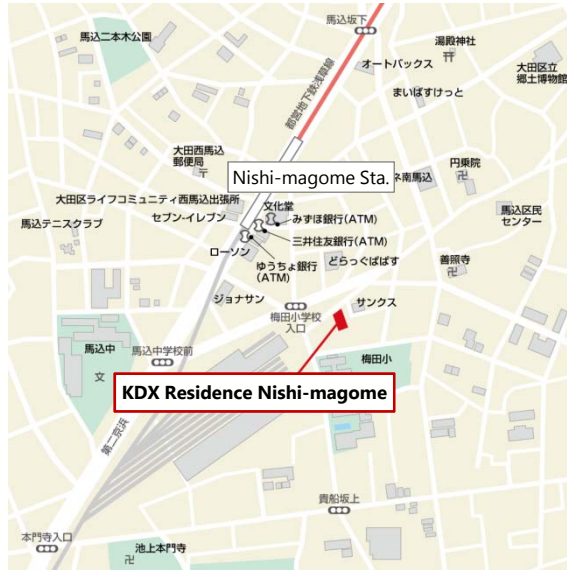 馬込坂下
馬込二本木公園
湯殿神社
オートバックス
大田区立
郷土博物館
都営地下鉄浅草線
まいばすけっと
大田西馬込
郵便局
円乗院
Nishi-magome Sta.
ネ南馬込
大田区ライフコミュニティ西馬込出張所
文化堂
馬込区民
センター
セブン-イレブン
みずほ銀行(ATM)
馬込テニスクラブ
三井住友銀行(ATM)
ローソン
どらっぐぱぱす
善照寺
ゆうちょ銀行
(ATM)
ジョナサン
サンクス
梅田小学校
入口
馬込中
馬込中学校前
梅田小
文
KDX Residence Nishi-magome
第二京浜
貴船坂上
本門寺入口
池上本門寺